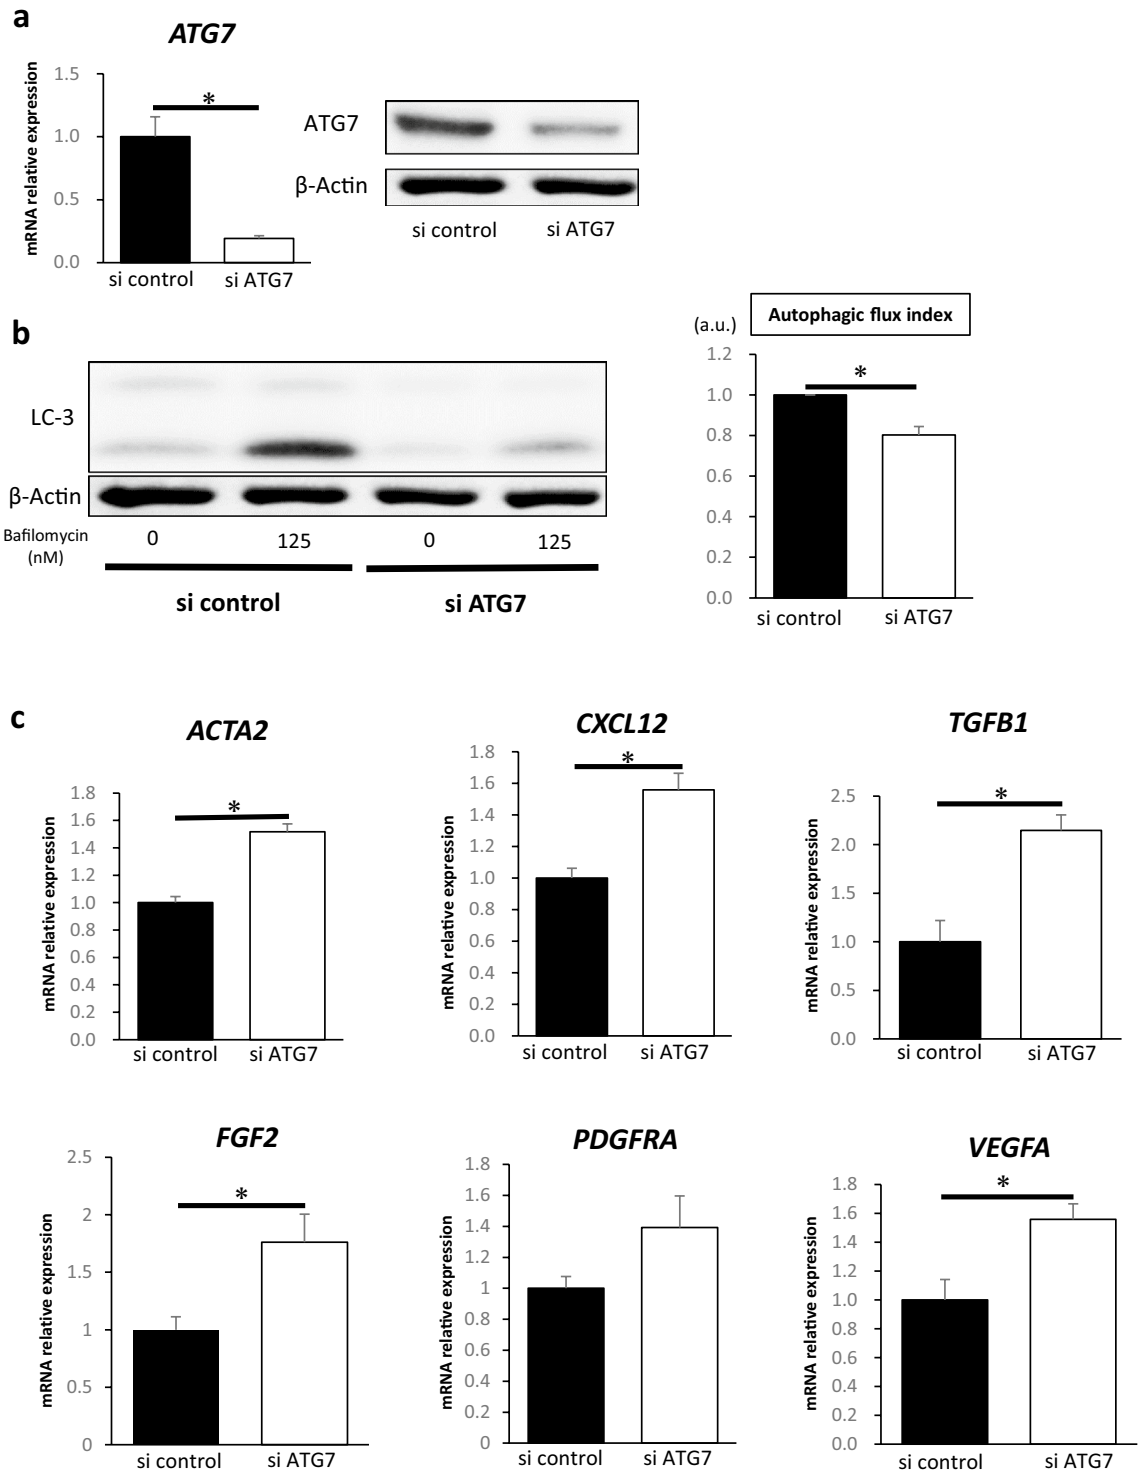 a
ATG7
mRNA relative expression
1.5
1.0
0.5
0.0
*
si control
si ATG7
ATG7
β-Actin
si control
si ATG7
b
LC-3
β-Actin
Bafilomycin
(nM)
0
125
0
125
si control
si ATG7
Autophagic flux index
(a.u.)
1.2
1.0
0.8
0.6
0.4
0.2
0.0
*
si control
si ATG7
c
ACTA2
mRNA relative expression
1.8
1.6
1.4
1.2
1.0
0.8
0.6
0.4
0.2
0.0
*
si control
si ATG7
CXCL12
mRNA relative expression
1.8
1.6
1.4
1.2
1.0
0.8
0.6
0.4
0.2
0.0
*
si control
si ATG7
TGFB1
mRNA relative expression
2.5
2.0
1.5
1.0
0.5
0.0
*
si control
si ATG7
FGF2
mRNA relative expression
2.5
2
1.5
1
0.5
0
*
si control
si ATG7
PDGFRA
mRNA relative expression
1.8
1.6
1.4
1.2
1
0.8
0.6
0.4
0.2
0
si control
si ATG7
VEGFA
mRNA relative expression
1.8
1.6
1.4
1.2
1.0
0.8
0.6
0.4
0.2
0.0
*
si control
si ATG7